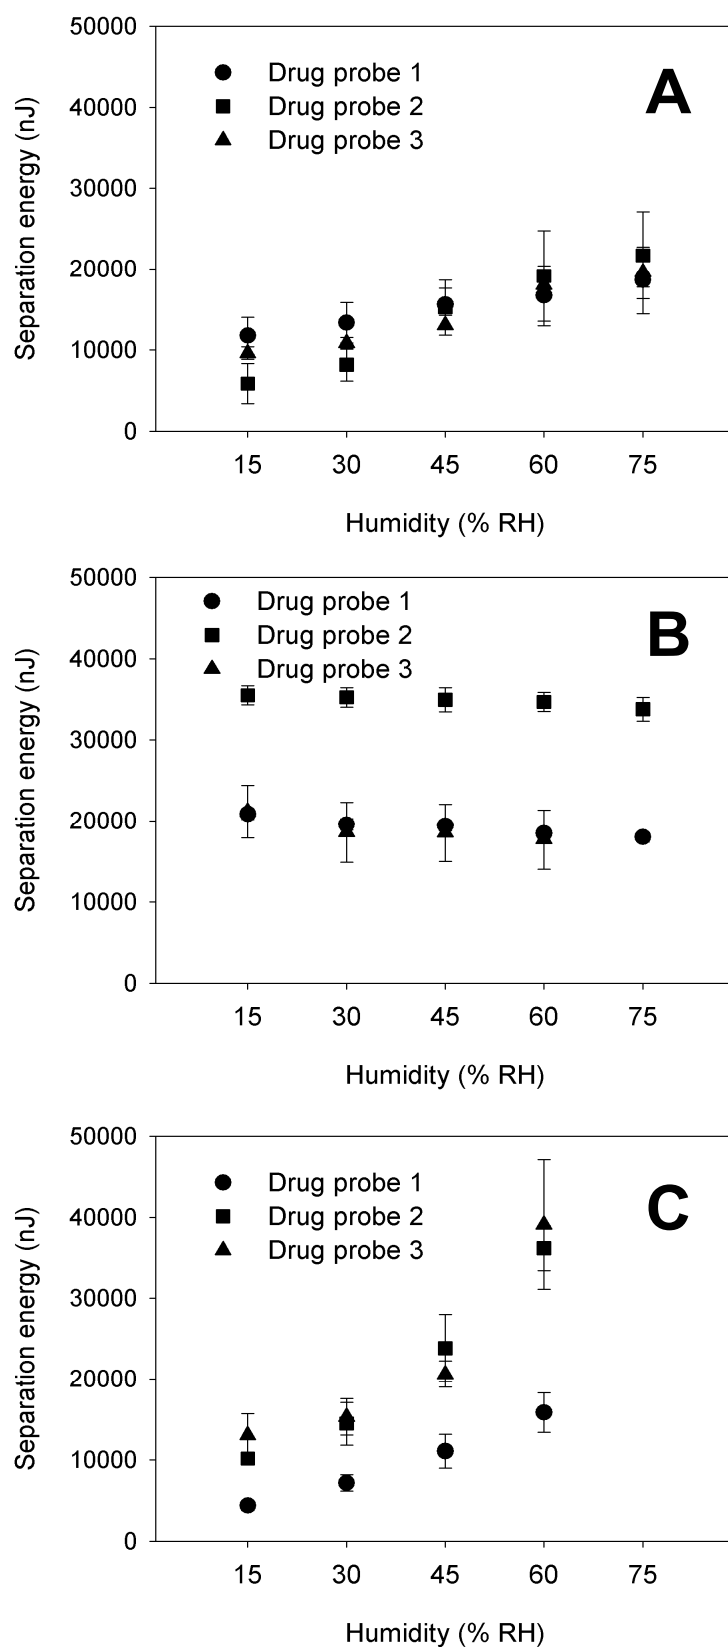 50000
Drug probe 1
A
40000
Drug probe 2
Drug probe 3
30000
Separation energy (nJ)
20000
10000
0
15 30 45 60 75
Humidity (% RH)
50000
Drug probe 1
B
Drug probe 2
40000
Drug probe 3
30000
Separation energy (nJ)
20000
10000
0
15 30 45 60 75
Humidity (% RH)
50000
Drug probe 1
C
40000
Drug probe 2
Drug probe 3
30000
Separation energy (nJ)
20000
10000
0
15 30 45 60 75
Humidity (% RH)